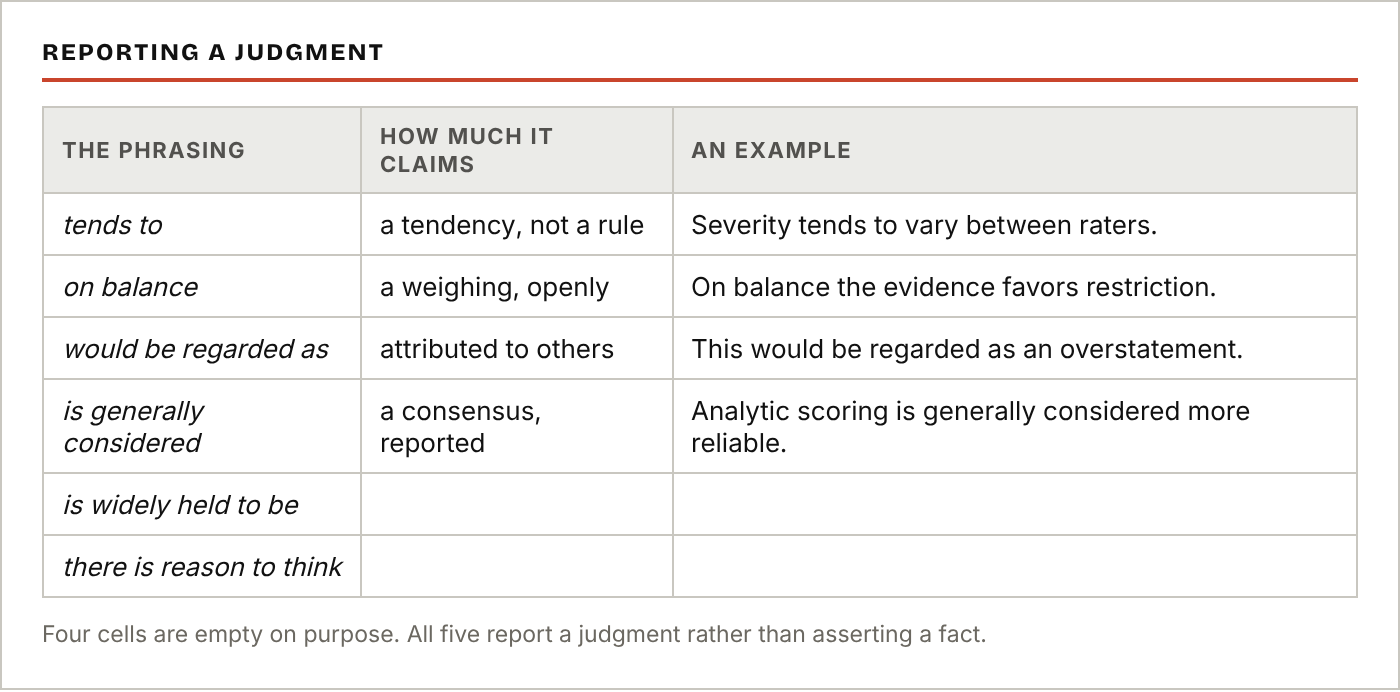 REPORTING A JUDGMENT
THE PHRASING
HOW MUCH IT
CLAIMS
AN EXAMPLE
tends to
a tendency, not a rule
Severity tends to vary between raters.
on balance
a weighing, openly
On balance the evidence favors restriction.
would be regarded as
attributed to others
This would be regarded as an overstatement.
is generally
considered
a consensus,
reported
Analytic scoring is generally considered more
reliable.
is widely held to be
there is reason to think
Four cells are empty on purpose. All five report a judgment rather than asserting a fact.